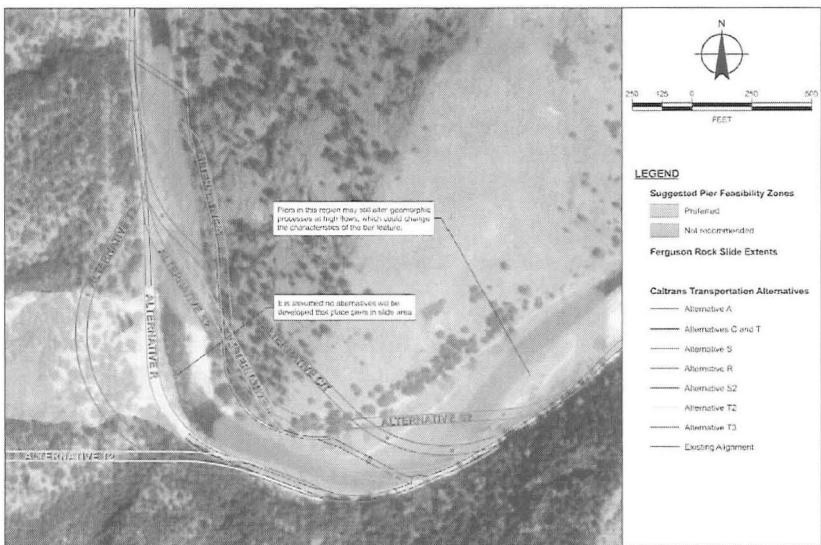 N
250 125 0 250 500
FEET
LEGEND
Suggested Pier Feasibility Zones
Preferred
Not recommended
Ferguson Rock Slide Extents
Caltrans Transportation Alternatives
Alternative A
Alternatives C and T
Alternative S
Alternative R
Alternative S2
Alternative T2
Alternative T3
Existing Alignment
Piers in this region may still alter geomorphic
processes at high flows, which could change
the characteristics of the bar feature.
It is assumed no alternatives will be
developed that place piers in slide area
ALTERNATIVE R
ALTERNATIVE
ALTERNATIVE
ALTERNATIVE C/T
ALTERNATIVE S2
ALTERNATIVE T2